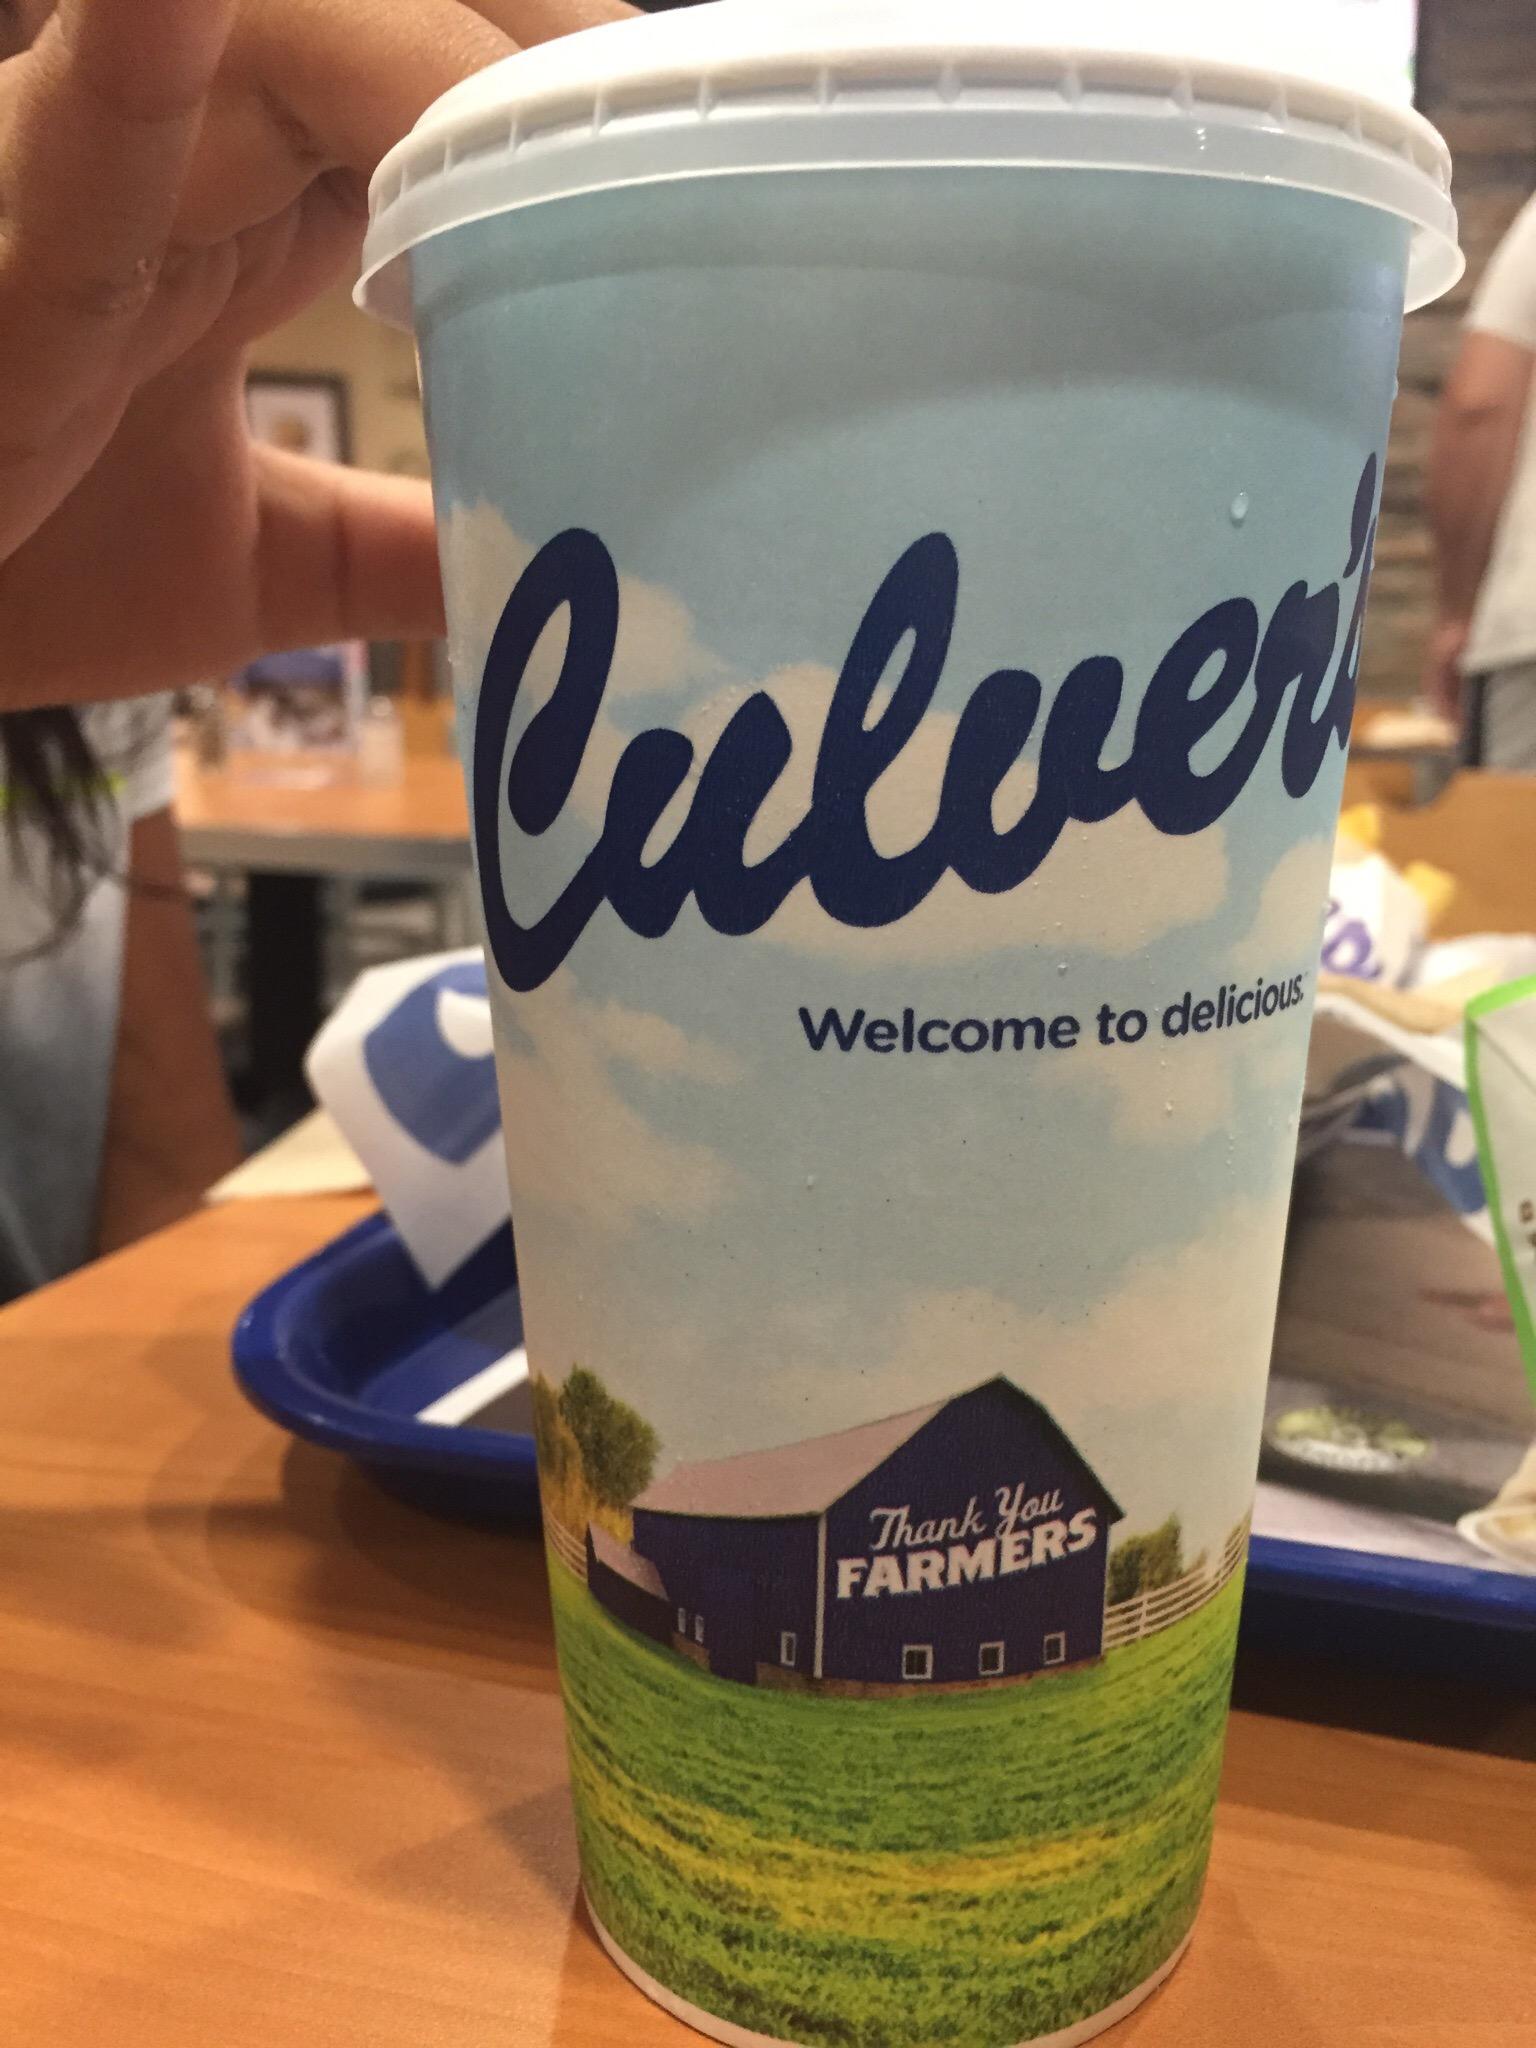 Culver's
Welcome to delicious.
Thank You
FARMERS